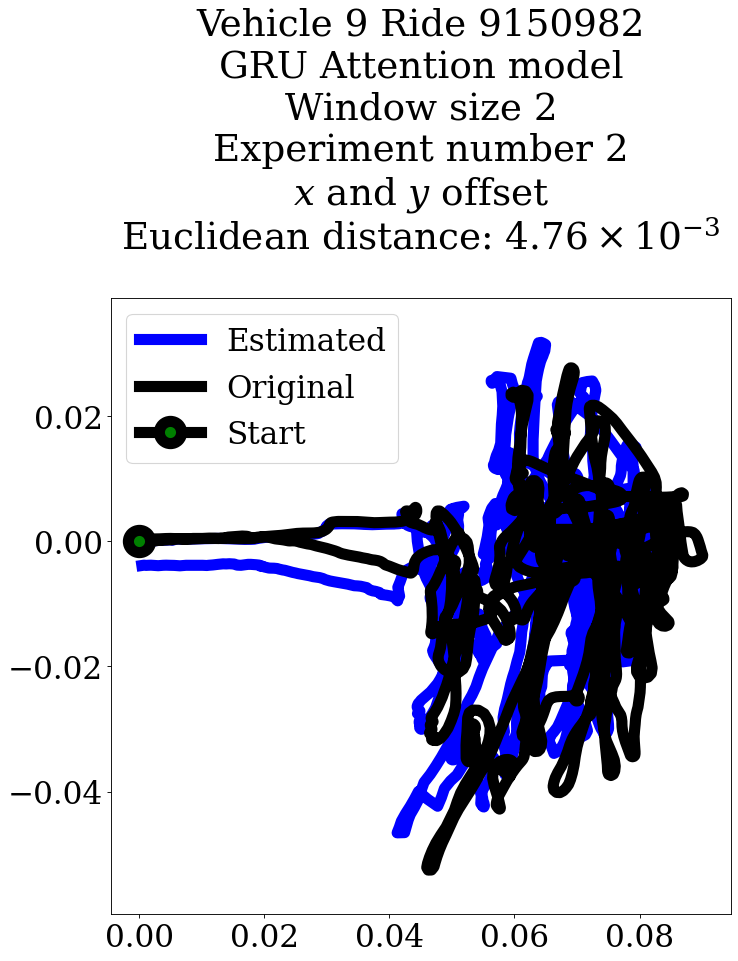 Vehicle 9 Ride 9150982
GRU Attention model
Window size 2
Experiment number 2
x and y offset
Euclidean distance: 4.76 × 10⁻³
Estimated
Original
Start
0.02
0.00
−0.02
−0.04
0.00 0.02 0.04 0.06 0.08